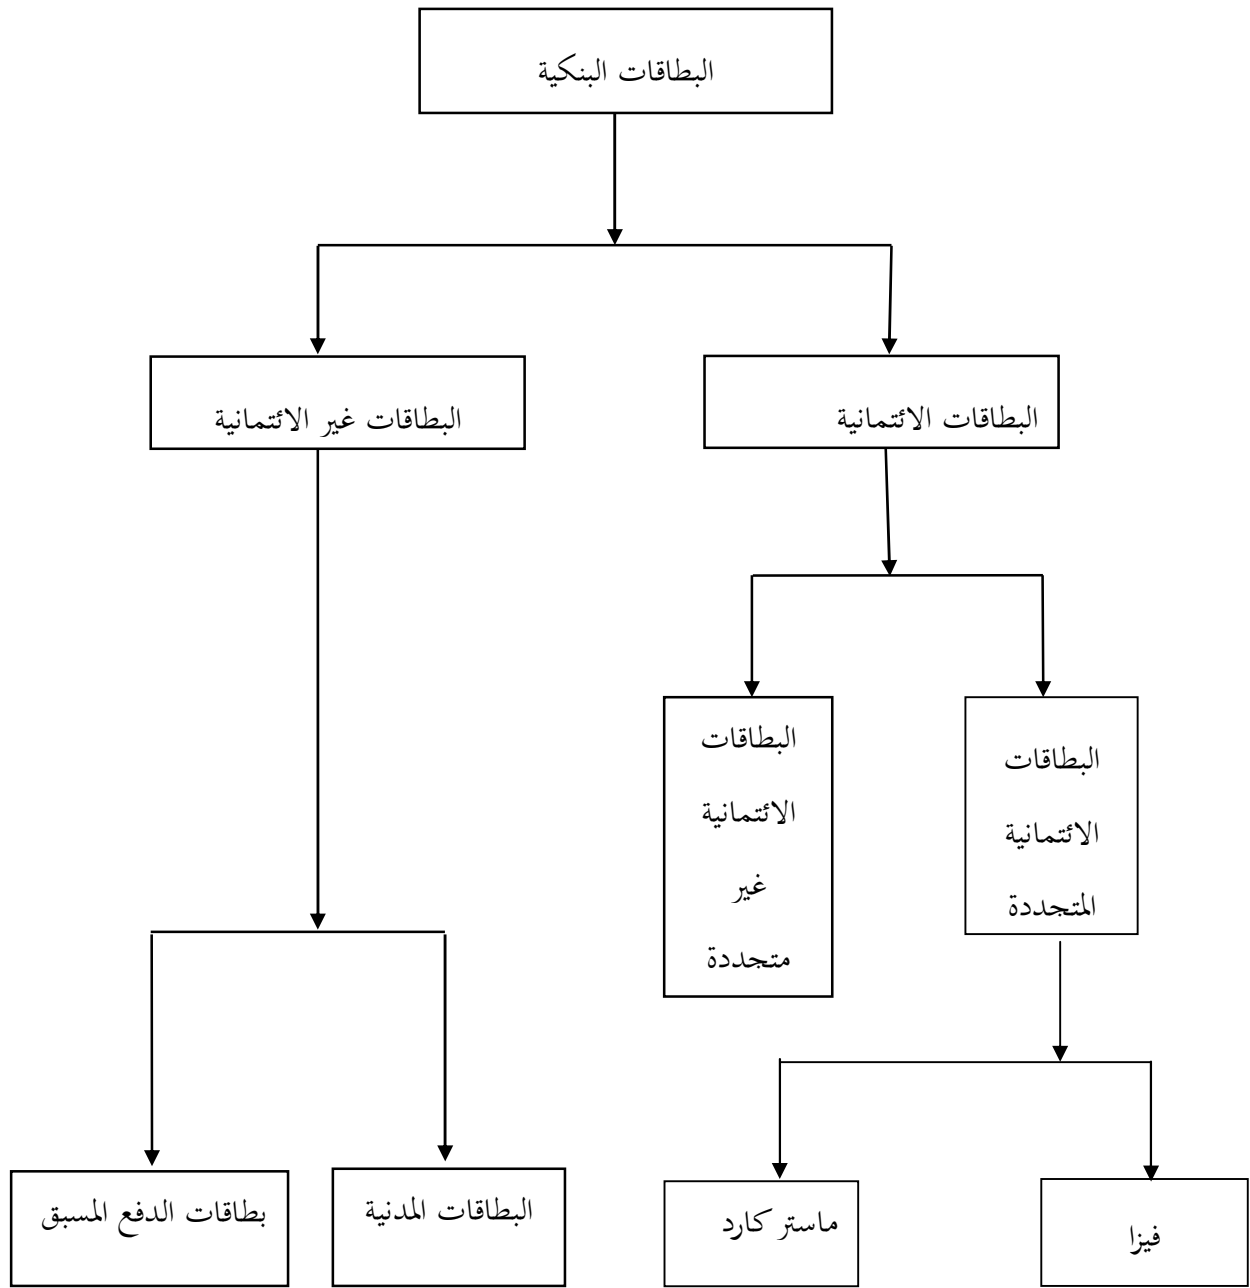 البطاقات البنكية
البطاقات الائتمانية
البطاقات غير الائتمانية
البطاقات
الائتمانية
المتجددة
البطاقات
الائتمانية
غير
متجددة
فيزا
ماستر كارد
البطاقات المدنية
بطاقات الدفع المسبق